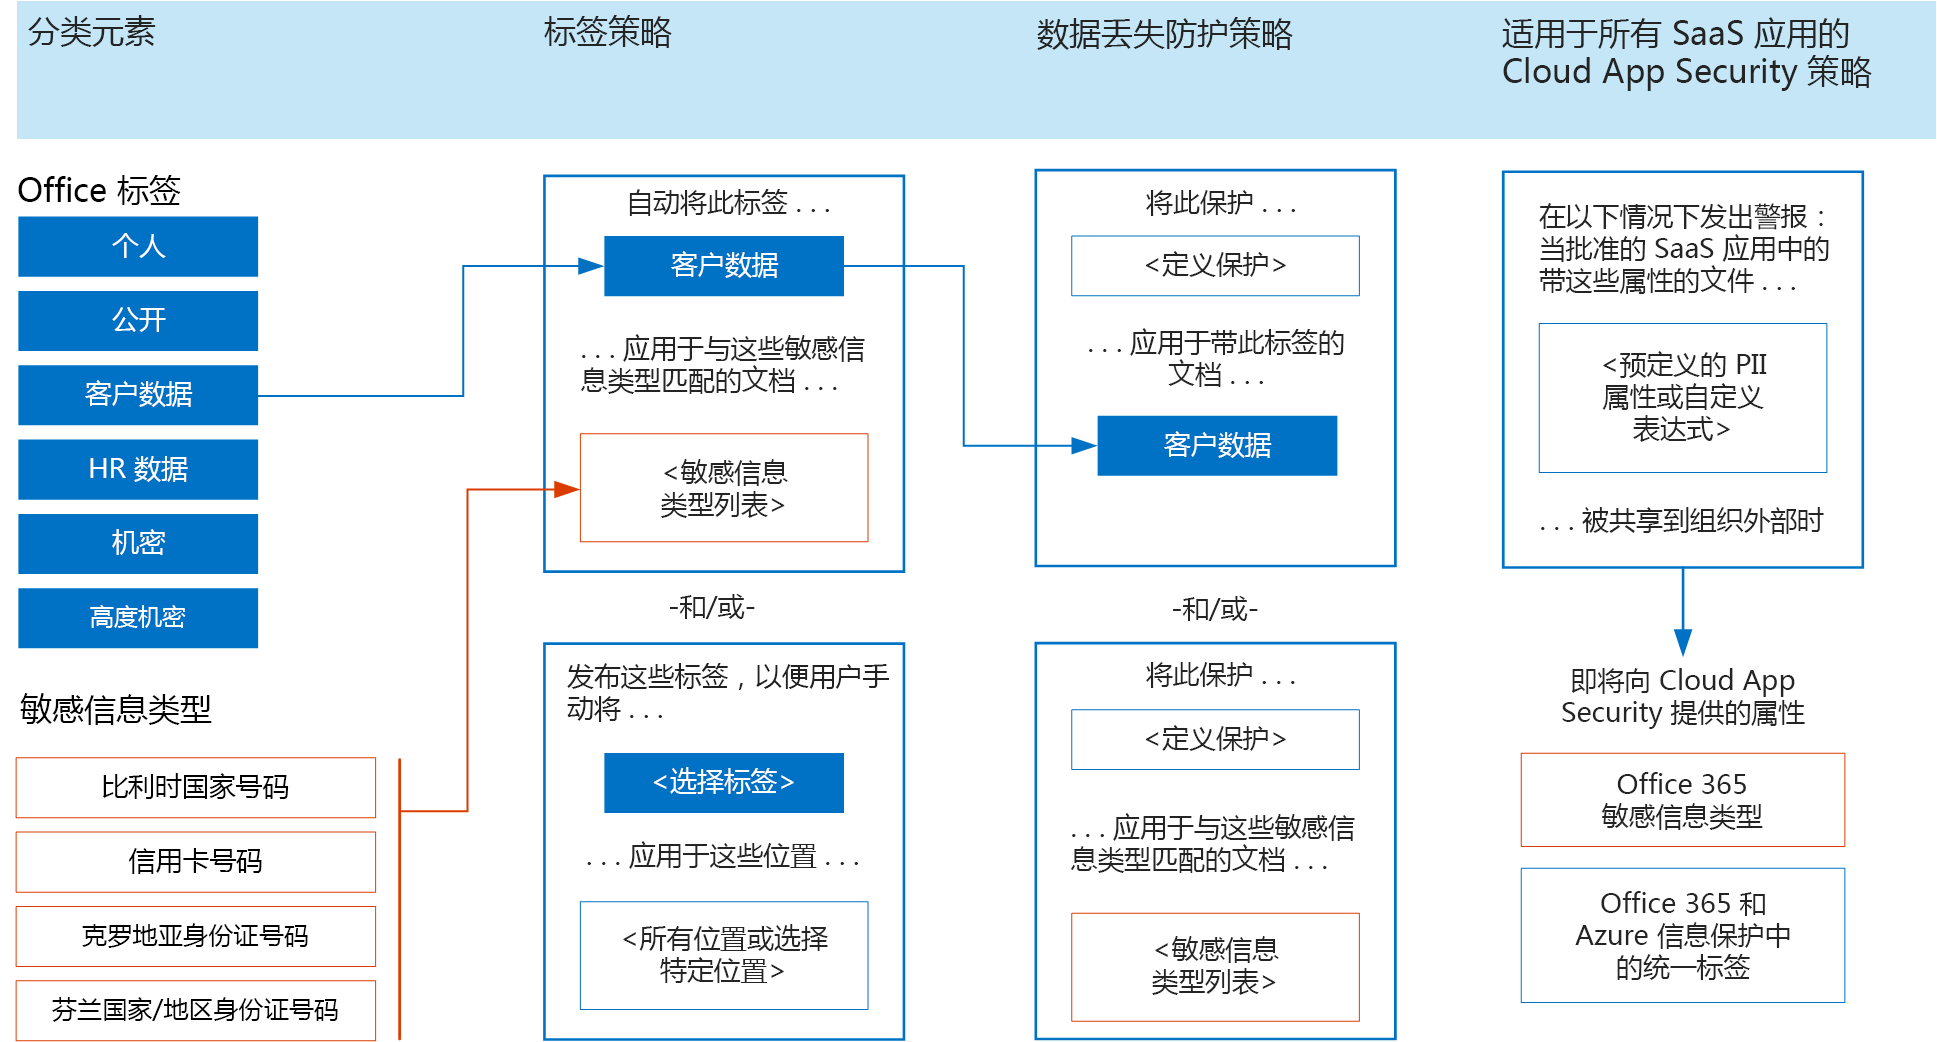 分类元素
标签策略
数据丢失防护策略
适用于所有 SaaS 应用的
Cloud App Security 策略
Office 标签
个人
公开
客户数据
HR 数据
机密
高度机密
敏感信息类型
比利时国家号码
信用卡号码
克罗地亚身份证号码
芬兰国家/地区身份证号码
自动将此标签 . . .
客户数据
. . . 应用于与这些敏感信
息类型匹配的文档 . . .
<敏感信息
类型列表>
-和/或-
发布这些标签，以便用户手
动将 . . .
<选择标签>
. . . 应用于这些位置 . . .
<所有位置或选择
特定位置>
将此保护 . . .
<定义保护>
. . . 应用于带此标签的
文档 . . .
客户数据
-和/或-
将此保护 . . .
<定义保护>
. . . 应用于与这些敏感信
息类型匹配的文档 . . .
<敏感信息
类型列表>
在以下情况下发出警报：
当批准的 SaaS 应用中的
带这些属性的文件 . . .
<预定义的 PII
属性或自定义
表达式>
. . . 被共享到组织外部时
即将向 Cloud App
Security 提供的属性
Office 365
敏感信息类型
Office 365 和
Azure 信息保护中
的统一标签